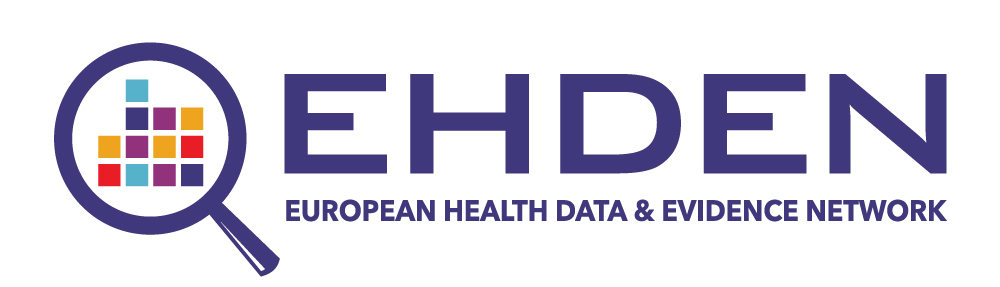 EHDEN
EUROPEAN HEALTH DATA & EVIDENCE NETWORK